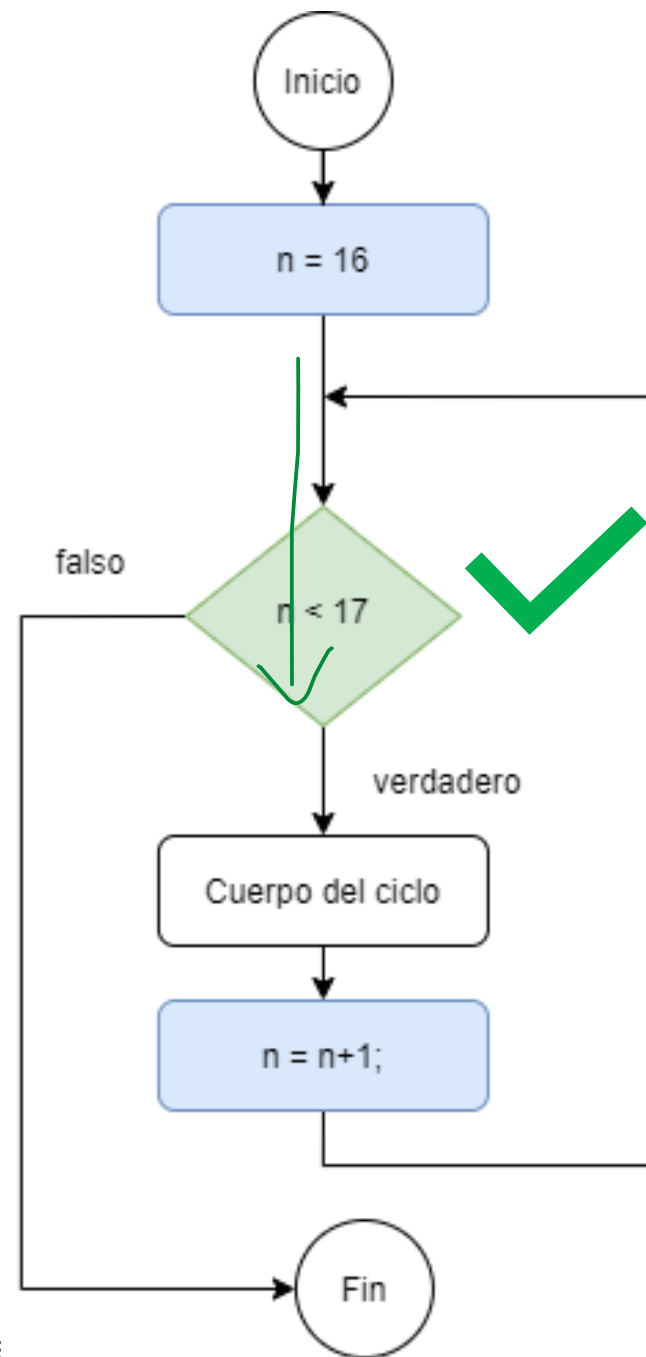 Inicio
n = 16
falso
n < 17
verdadero
Cuerpo del ciclo
n = n+1;
Fin